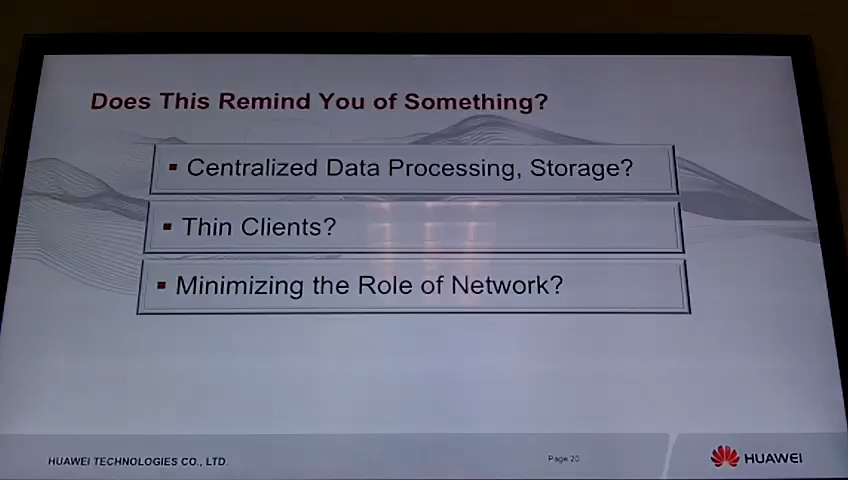 Does This Remind You of Something?
▪ Centralized Data Processing, Storage?
▪ Thin Clients?
▪ Minimizing the Role of Network?
HUAWEI TECHNOLOGIES CO., LTD.
Page 20
HUAWEI